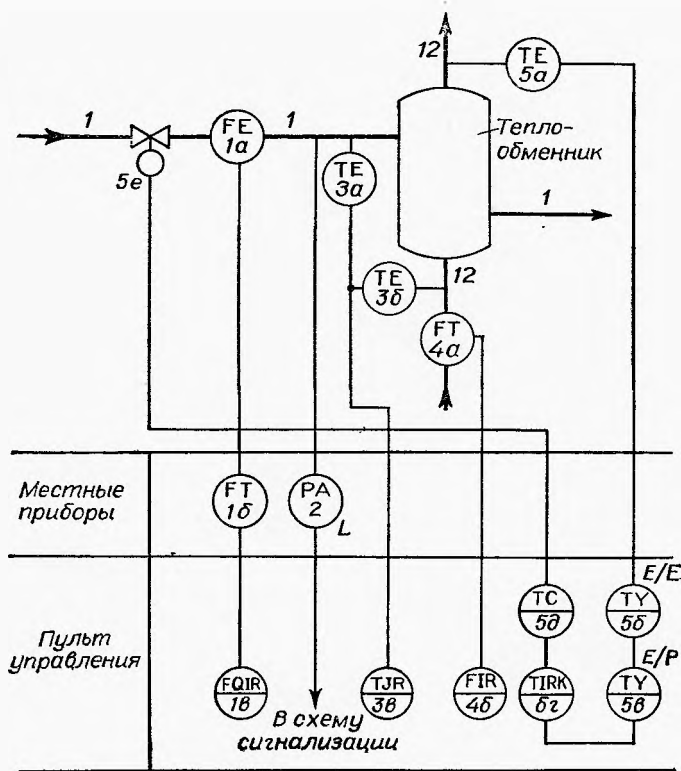 12
TE
5а
1
FE
1а
1
TE
3а
Тепло-
обменник
5е
1
TE
3б
12
FT
4а
Местные
приборы
FT
1б
PA
2
L
Пульт
управления
E/E
TC
5д
TY
5б
E/P
FQIR
1в
TJR
3в
FIR
4б
TIRK
5г
TY
5в
В схему
сигнализации